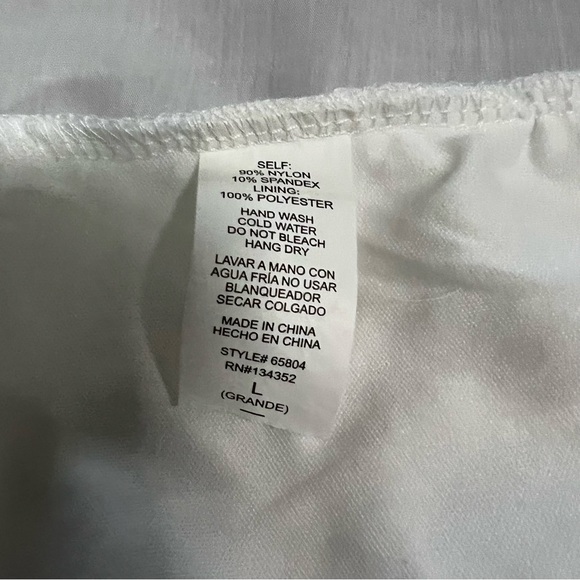 SELF:
90% NYLON
10% SPANDEX
LINING:
100% POLYESTER
HAND WASH
COLD WATER
DO NOT BLEACH
HANG DRY
LAVAR A MANO CON
AGUA FRÍA NO USAR
BLANQUEADOR
SECAR COLGADO
MADE IN CHINA
HECHO EN CHINA
STYLE# 65804
RN#134352
L
(GRANDE)